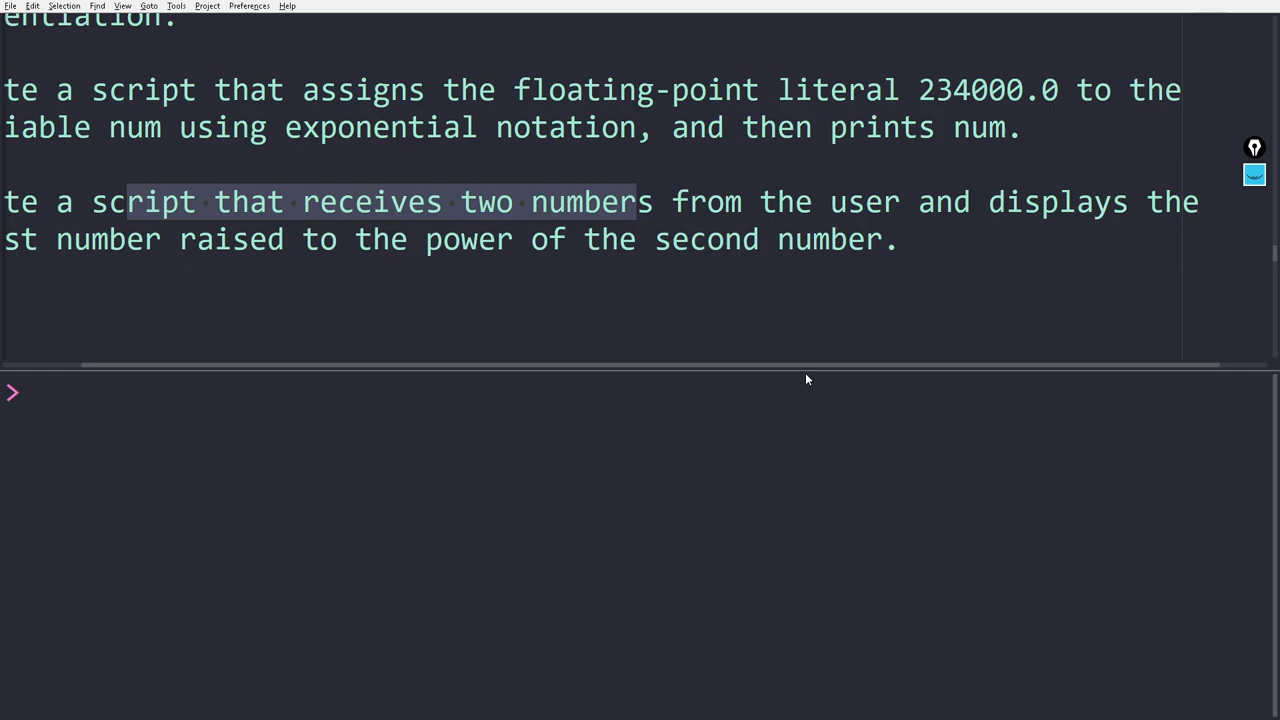 File Edit Selection Find View Goto Tools Project Preferences Help
entiation.
te a script that assigns the floating-point literal 234000.0 to the
iable num using exponential notation, and then prints num.
te a script that receives two numbers from the user and displays the
st number raised to the power of the second number.
>